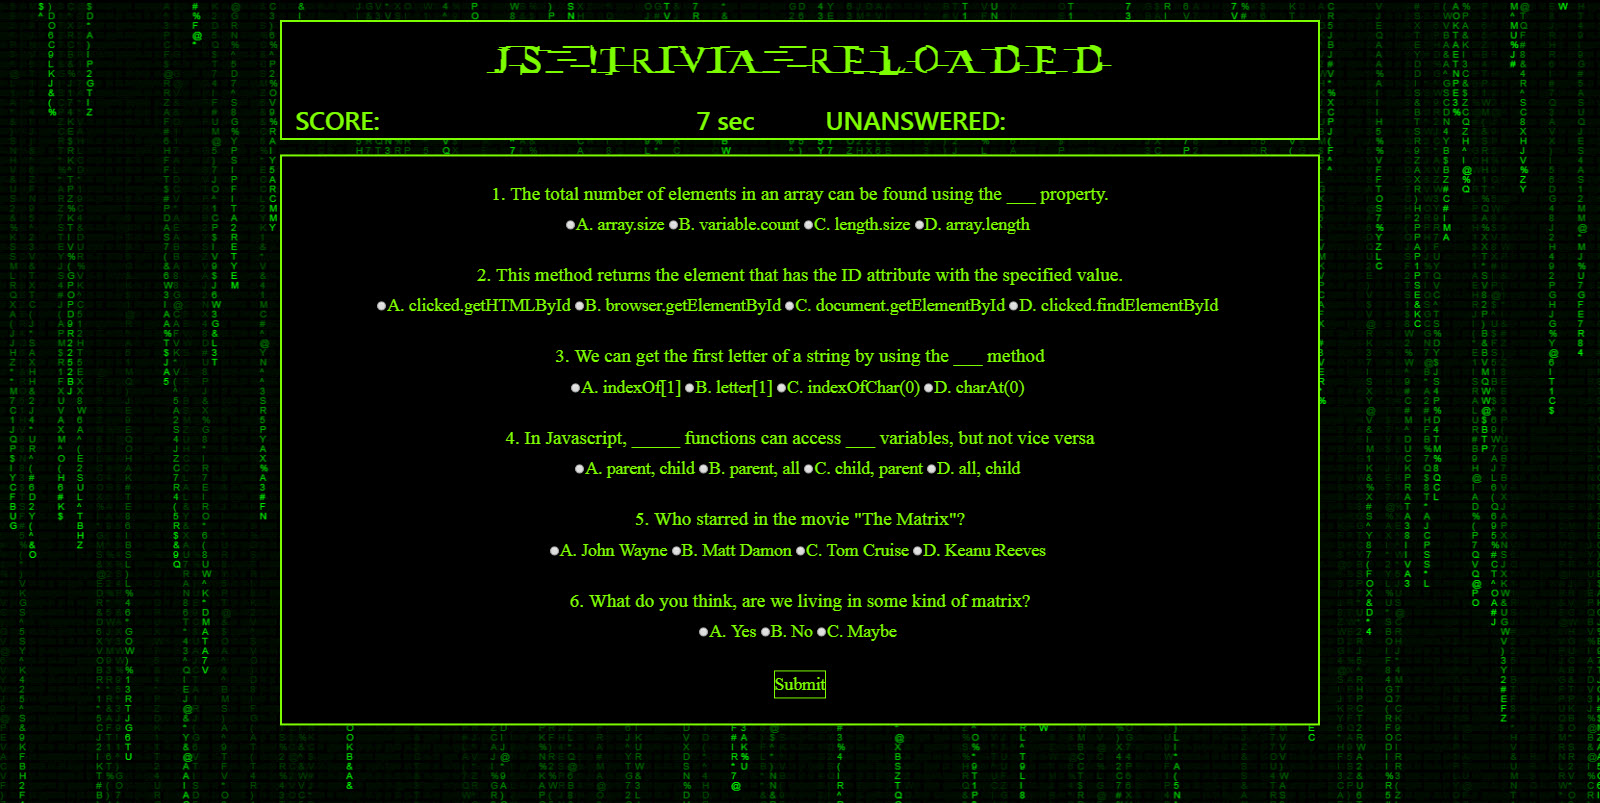 JS !TRIVIA RELOADED
SCORE: 7 sec UNANSWERED:
1. The total number of elements in an array can be found using the ___ property.
A. array.size B. variable.count C. length.size D. array.length
2. This method returns the element that has the ID attribute with the specified value.
A. clicked.getHTMLById B. browser.getElementById C. document.getElementById D. clicked.findElementById
3. We can get the first letter of a string by using the ___ method
A. indexOf[1] B. letter[1] C. indexOfChar(0) D. charAt(0)
4. In Javascript, _____ functions can access ___ variables, but not vice versa
A. parent, child B. parent, all C. child, parent D. all, child
5. Who starred in the movie "The Matrix"?
A. John Wayne B. Matt Damon C. Tom Cruise D. Keanu Reeves
6. What do you think, are we living in some kind of matrix?
A. Yes B. No C. Maybe
Submit